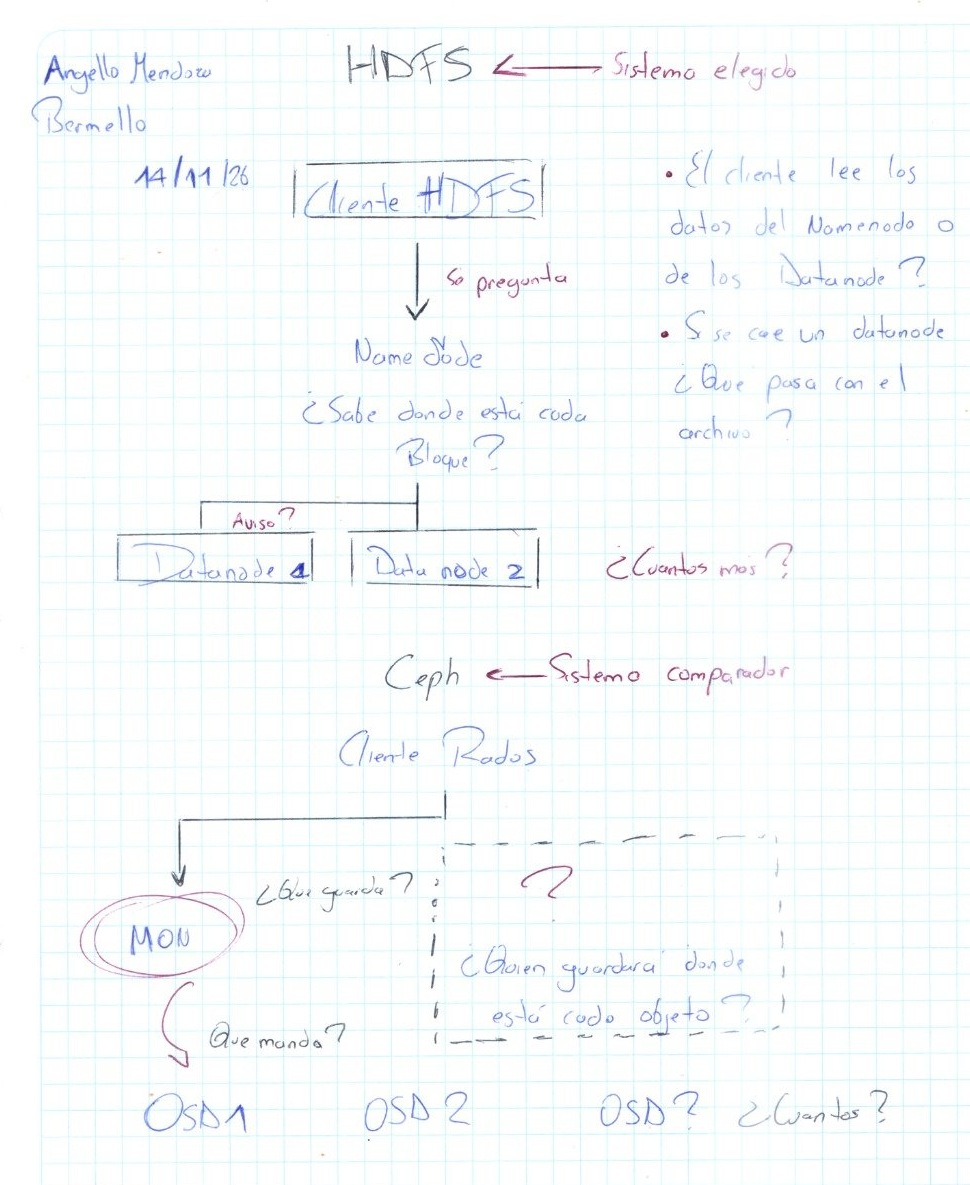 Angello Mendoza
Bermello
HDFS ← Sistema elegido
14/11/26
Cliente HDFS
Se pregunta
Name node
¿Sabe donde está cada
Bloque?
Aviso?
Datanode 1
Data node 2
¿Cuantos mas?
• El cliente lee los
datos del Namenodo o
de los Datanode?
• Si se cae un datanode
¿Que pasa con el
archivo?
Ceph ← Sistema comparador
Cliente Rados
¿Que guarda?
MON
Que manda?
?
¿Quien guardara donde
está cada objeto?
OSD1
OSD2
OSD?
¿Cuantos?